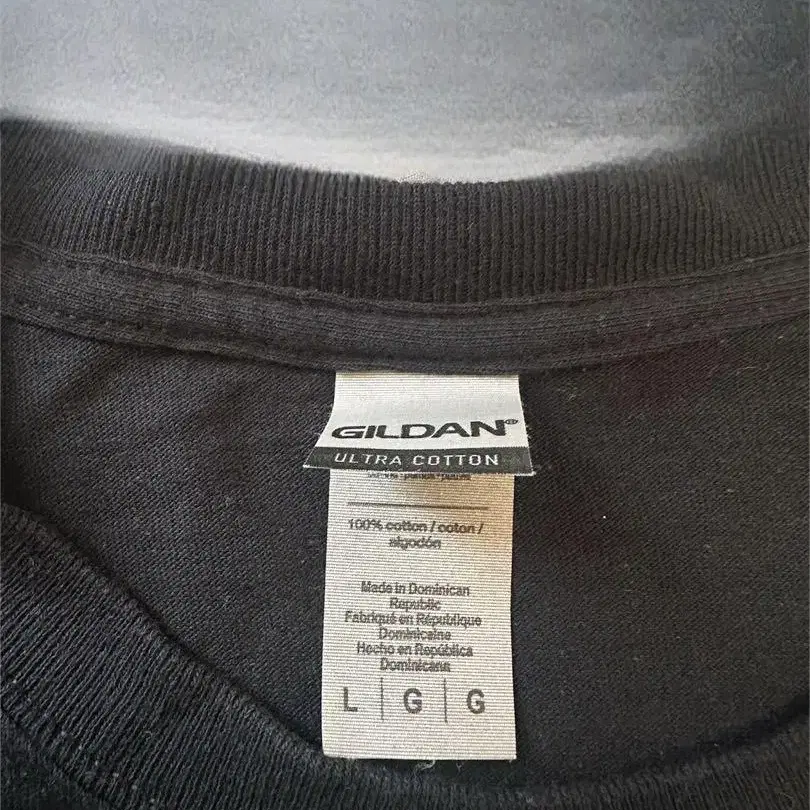 GILDAN®
ULTRA COTTON
100% cotton / coton /
algodón
Made in Dominican
Republic
Fabriqué en République
Dominicaine
Hecho en República
Dominicana
L | G | G